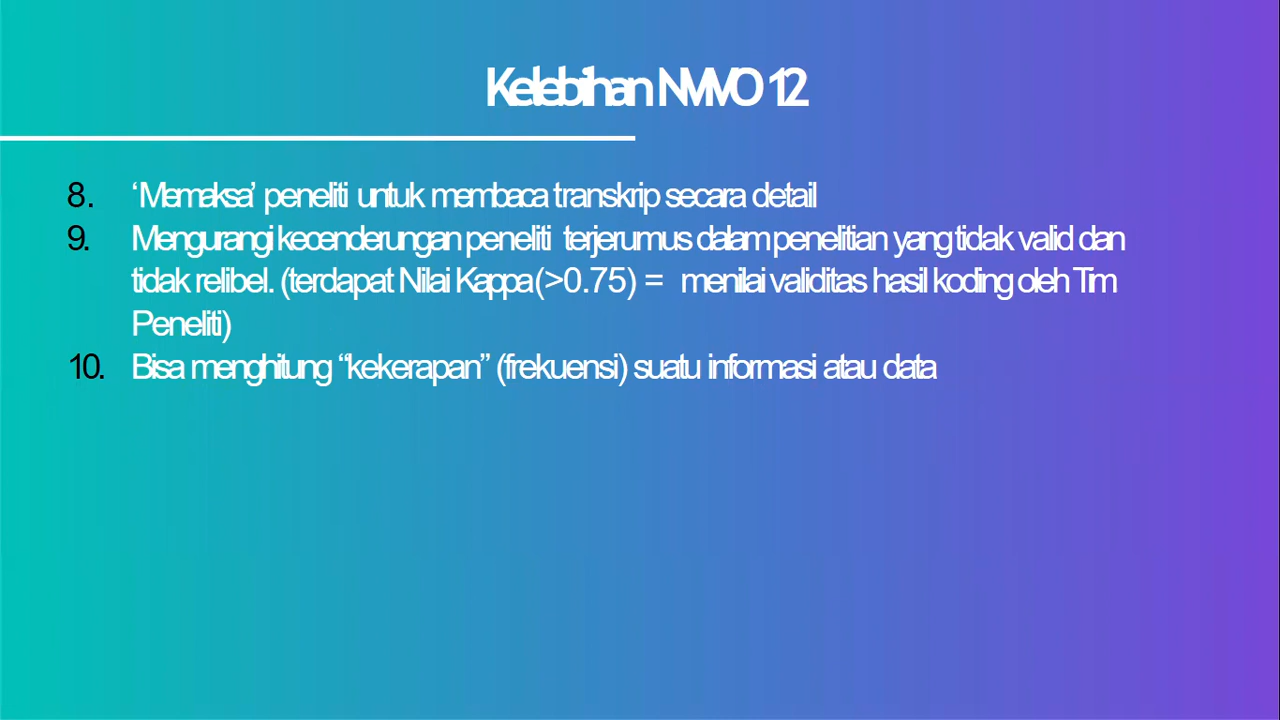 Kelebihan NVIVO 12
8. ‘Memaksa’ peneliti untuk membaca transkrip secara detail
9. Mengurangi kecenderungan peneliti terjerumus dalam penelitian yang tidak valid dan
tidak relibel. (terdapat Nilai Kappa (>0.75) = menilai validitas hasil koding oleh Tim
Peneliti)
10. Bisa menghitung “kekerapan” (frekuensi) suatu informasi atau data